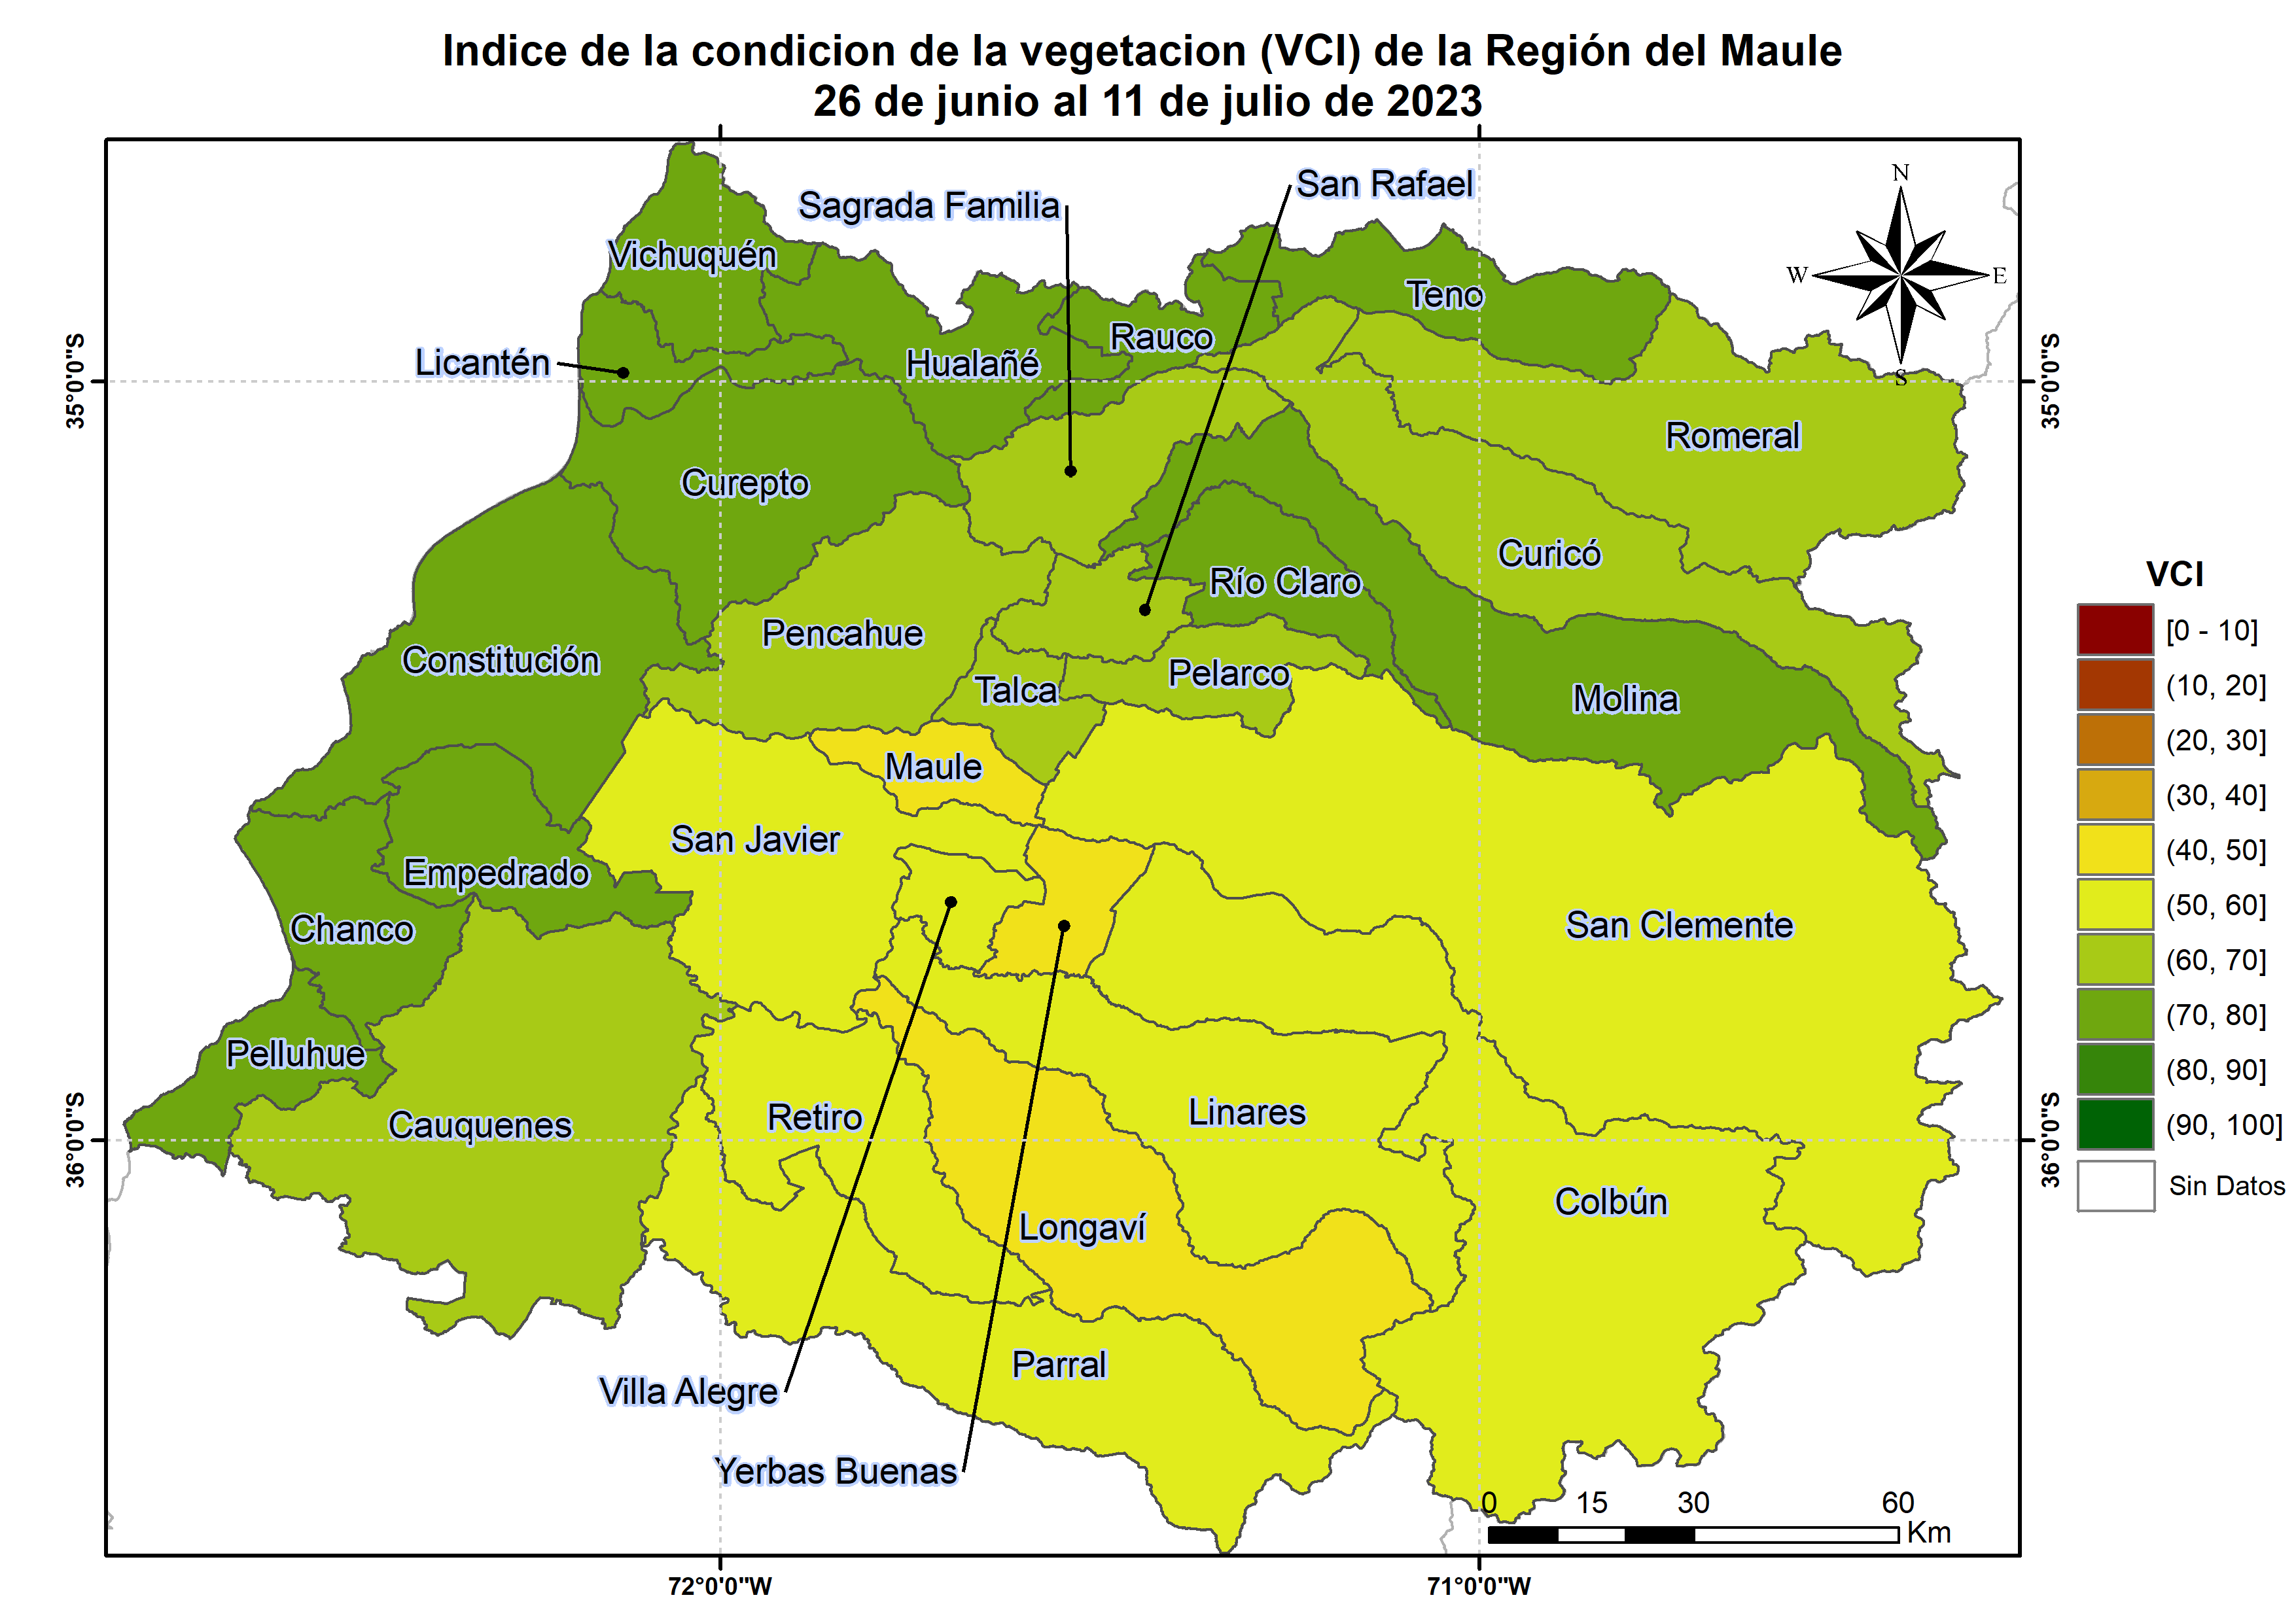 Indice de la condicion de la vegetacion (VCI) de la Región del Maule
26 de junio al 11 de julio de 2023
N
W
E
S
San Rafael
Sagrada Familia
Vichuquén
Teno
Rauco
Licantén
Hualañé
Romeral
Curepto
Curicó
Río Claro
Pencahue
Constitución
Pelarco
Talca
Molina
Maule
San Javier
Empedrado
Chanco
San Clemente
Pelluhue
Cauquenes
Retiro
Linares
Colbún
Longaví
Parral
Villa Alegre
Yerbas Buenas
35°0'0"S
35°0'0"S
36°0'0"S
36°0'0"S
72°0'0"W
71°0'0"W
0 15 30 60
Km
VCI
[0 - 10]
(10, 20]
(20, 30]
(30, 40]
(40, 50]
(50, 60]
(60, 70]
(70, 80]
(80, 90]
(90, 100]
Sin Datos